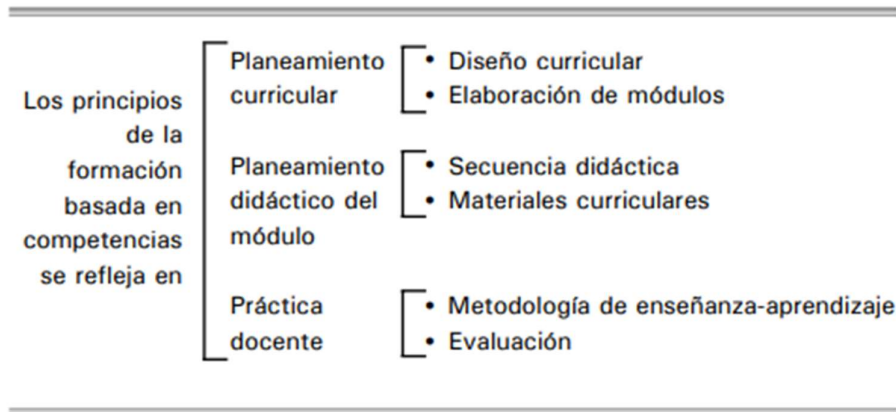 Los principios
de la
formación
basada en
competencias
se refleja en
Planeamiento
curricular
• Diseño curricular
• Elaboración de módulos
Planeamiento
didáctico del
módulo
• Secuencia didáctica
• Materiales curriculares
Práctica
docente
• Metodología de enseñanza-aprendizaje
• Evaluación